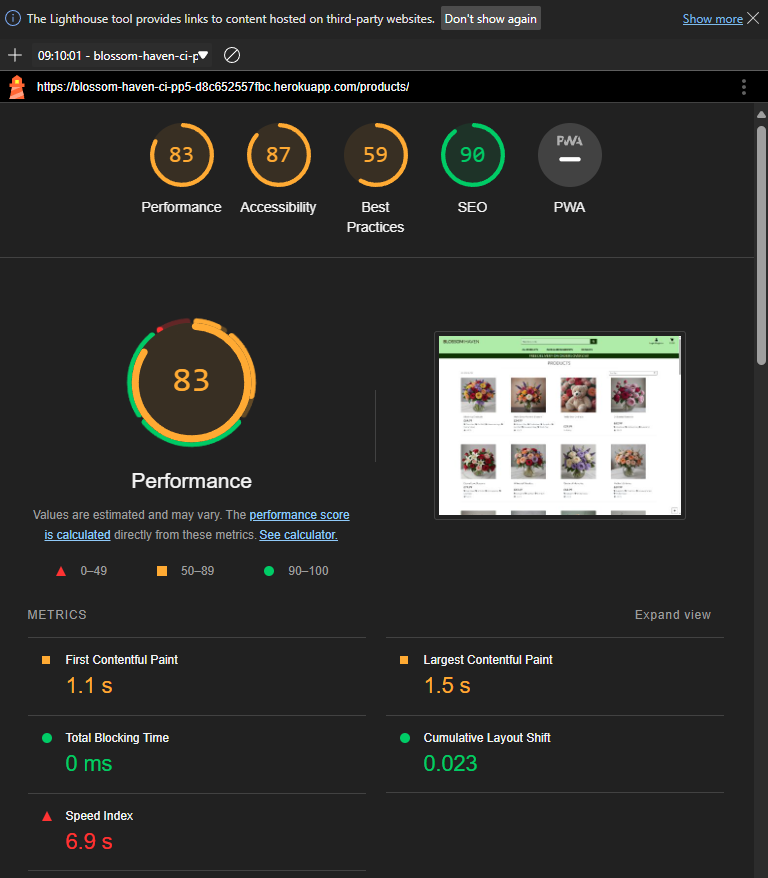 The Lighthouse tool provides links to content hosted on third-party websites. Don't show again Show more
09:10:01 - blossom-haven-ci-p
https://blossom-haven-ci-pp5-d8c652557fbc.herokuapp.com/products/
83 87 59 90 PWA
Performance Accessibility Best Practices SEO PWA
83
BLOSSOM HAVEN
PRODUCTS
Performance
Values are estimated and may vary. The performance score
is calculated directly from these metrics. See calculator.
0–49 50–89 90–100
METRICS Expand view
First Contentful Paint Largest Contentful Paint
1.1 s 1.5 s
Total Blocking Time Cumulative Layout Shift
0 ms 0.023
Speed Index
6.9 s